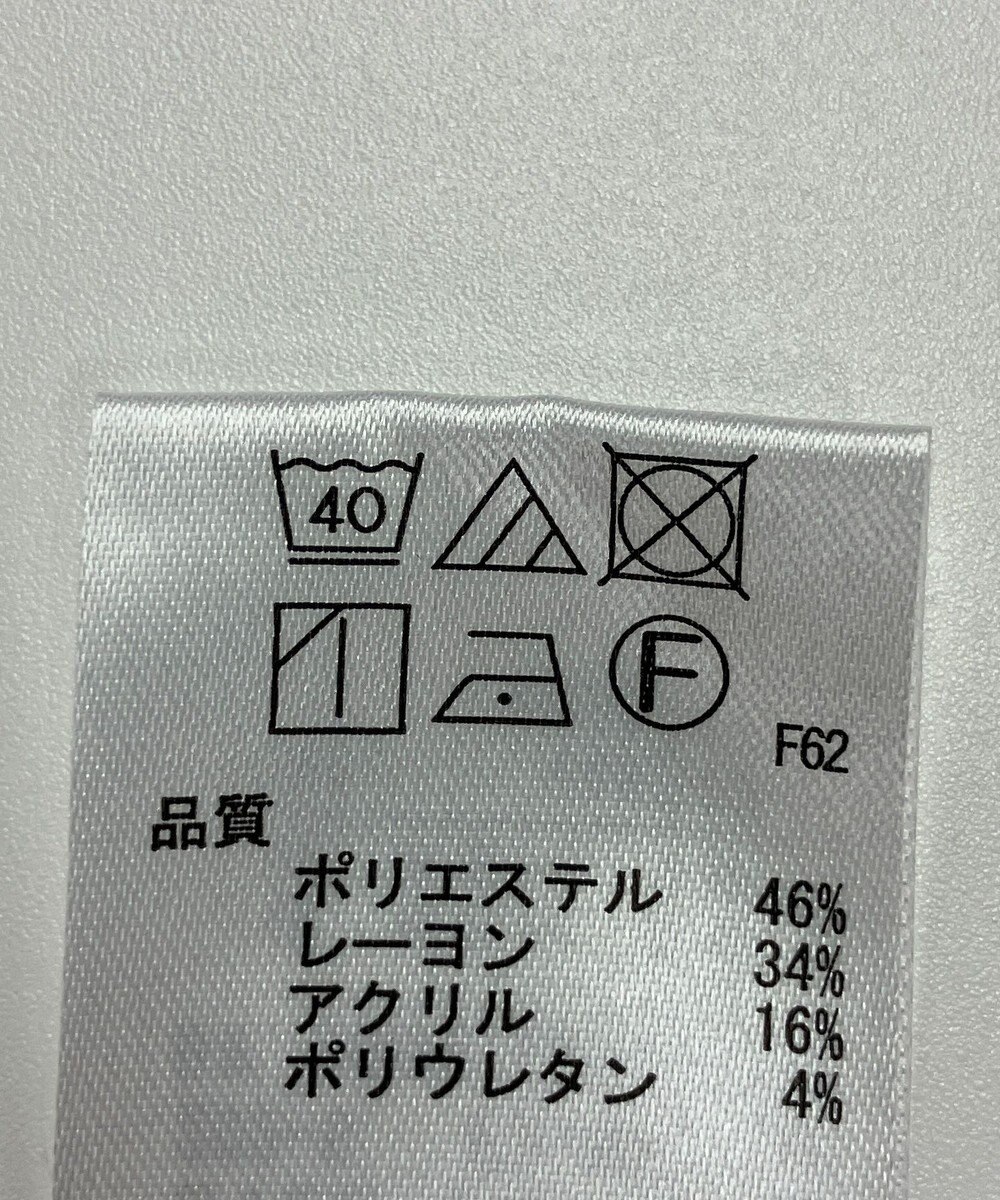 40
F
F62
品質
ポリエステル 46%
レーヨン 34%
アクリル 16%
ポリウレタン 4%